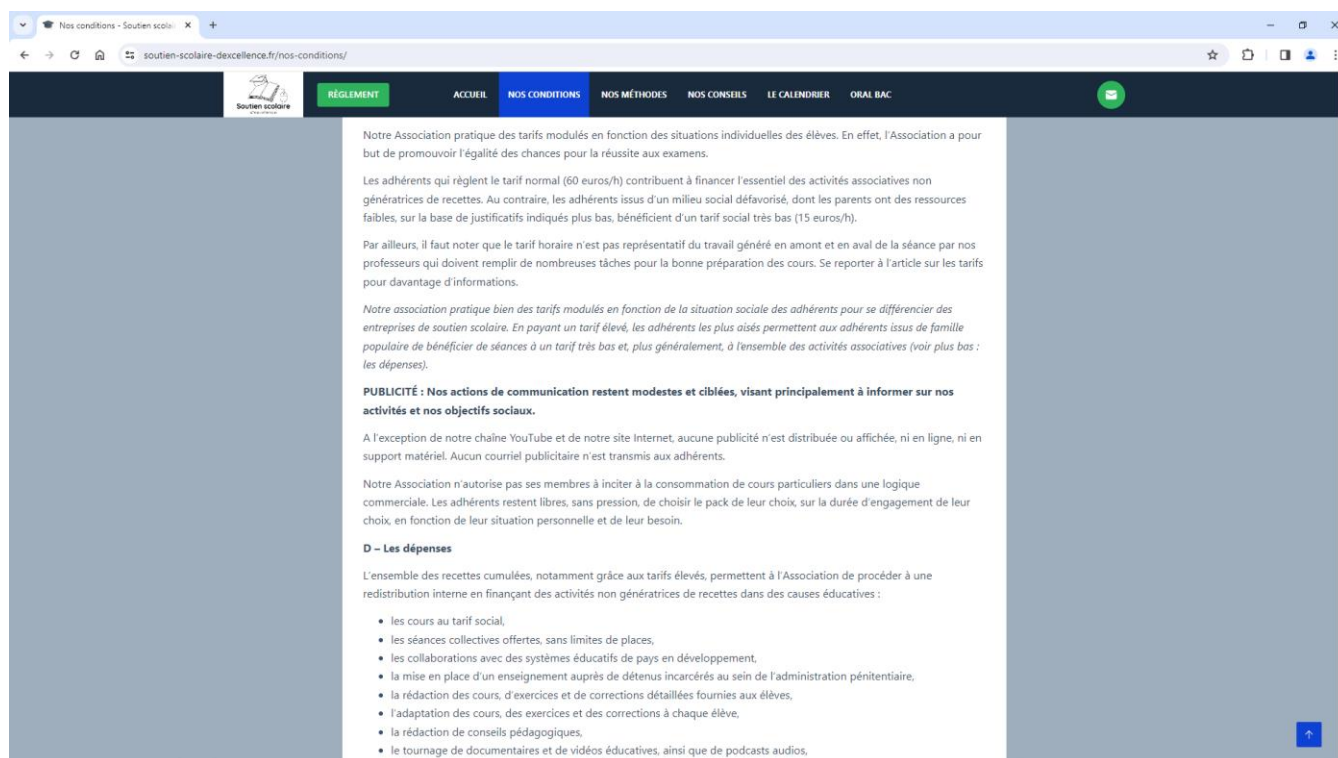 Nos conditions - Soutien scola
soutien-scolaire-dexcellence.fr/nos-conditions/
Soutien scolaire
RÈGLEMENT
ACCUEIL
NOS CONDITIONS
NOS MÉTHODES
NOS CONSEILS
LE CALENDRIER
ORAL BAC
Notre Association pratique des tarifs modulés en fonction des situations individuelles des élèves. En effet, l'Association a pour
but de promouvoir l'égalité des chances pour la réussite aux examens.
Les adhérents qui règlent le tarif normal (60 euros/h) contribuent à financer l'essentiel des activités associatives non
génératrices de recettes. Au contraire, les adhérents issus d'un milieu social défavorisé, dont les parents ont des ressources
faibles, sur la base de justificatifs indiqués plus bas, bénéficient d'un tarif social très bas (15 euros/h).
Par ailleurs, il faut noter que le tarif horaire n'est pas représentatif du travail généré en amont et en aval de la séance par nos
professeurs qui doivent remplir de nombreuses tâches pour la bonne préparation des cours. Se reporter à l'article sur les tarifs
pour davantage d'informations.
Notre association pratique bien des tarifs modulés en fonction de la situation sociale des adhérents pour se différencier des
entreprises de soutien scolaire. En payant un tarif élevé, les adhérents les plus aisés permettent aux adhérents issus de famille
populaire de bénéficier de séances à un tarif très bas et, plus généralement, à l'ensemble des activités associatives (voir plus bas :
les dépenses).
PUBLICITÉ : Nos actions de communication restent modestes et ciblées, visant principalement à informer sur nos
activités et nos objectifs sociaux.
A l'exception de notre chaîne YouTube et de notre site Internet, aucune publicité n'est distribuée ou affichée, ni en ligne, ni en
support matériel. Aucun courriel publicitaire n'est transmis aux adhérents.
Notre Association n'autorise pas ses membres à inciter à la consommation de cours particuliers dans une logique
commerciale. Les adhérents restent libres, sans pression, de choisir le pack de leur choix, sur la durée d'engagement de leur
choix, en fonction de leur situation personnelle et de leur besoin.
D – Les dépenses
L'ensemble des recettes cumulées, notamment grâce aux tarifs élevés, permettent à l'Association de procéder à une
redistribution interne en finançant des activités non génératrices de recettes dans des causes éducatives :
• les cours au tarif social,
• les séances collectives offertes, sans limites de places,
• les collaborations avec des systèmes éducatifs de pays en développement,
• la mise en place d'un enseignement auprès de détenus incarcérés au sein de l'administration pénitentiaire,
• la rédaction des cours, d'exercices et de corrections détaillées fournies aux élèves,
• l'adaptation des cours, des exercices et des corrections à chaque élève,
• la rédaction de conseils pédagogiques,
• le tournage de documentaires et de vidéos éducatives, ainsi que de podcasts audios,